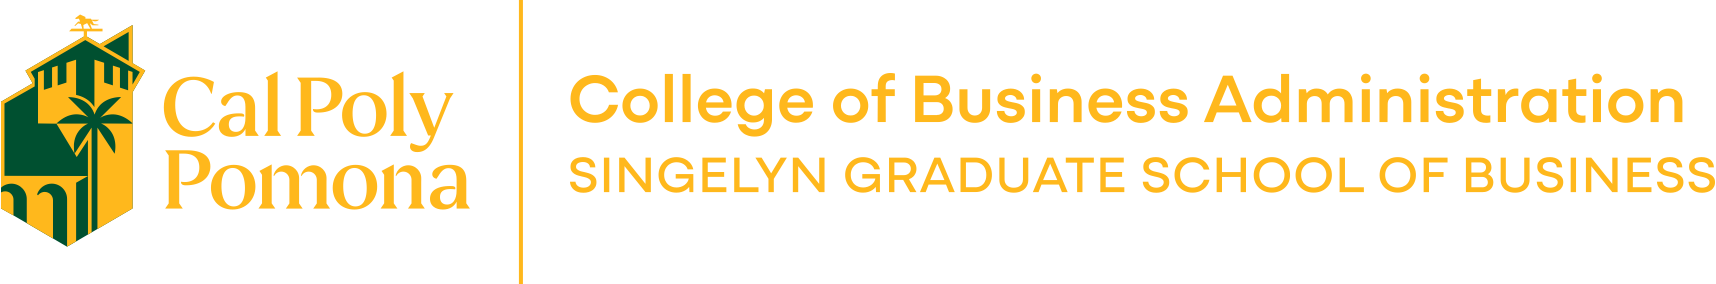 Cal Poly
Pomona
College of Business Administration
SINGELYN GRADUATE SCHOOL OF BUSINESS